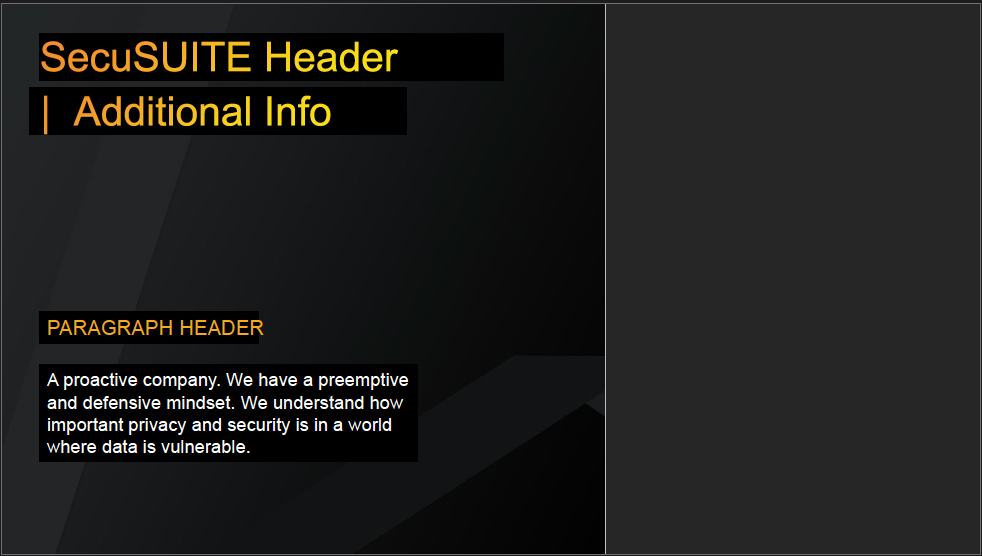 SecuSUITE Header
| Additional Info
PARAGRAPH HEADER
A proactive company. We have a preemptive
and defensive mindset. We understand how
important privacy and security is in a world
where data is vulnerable.